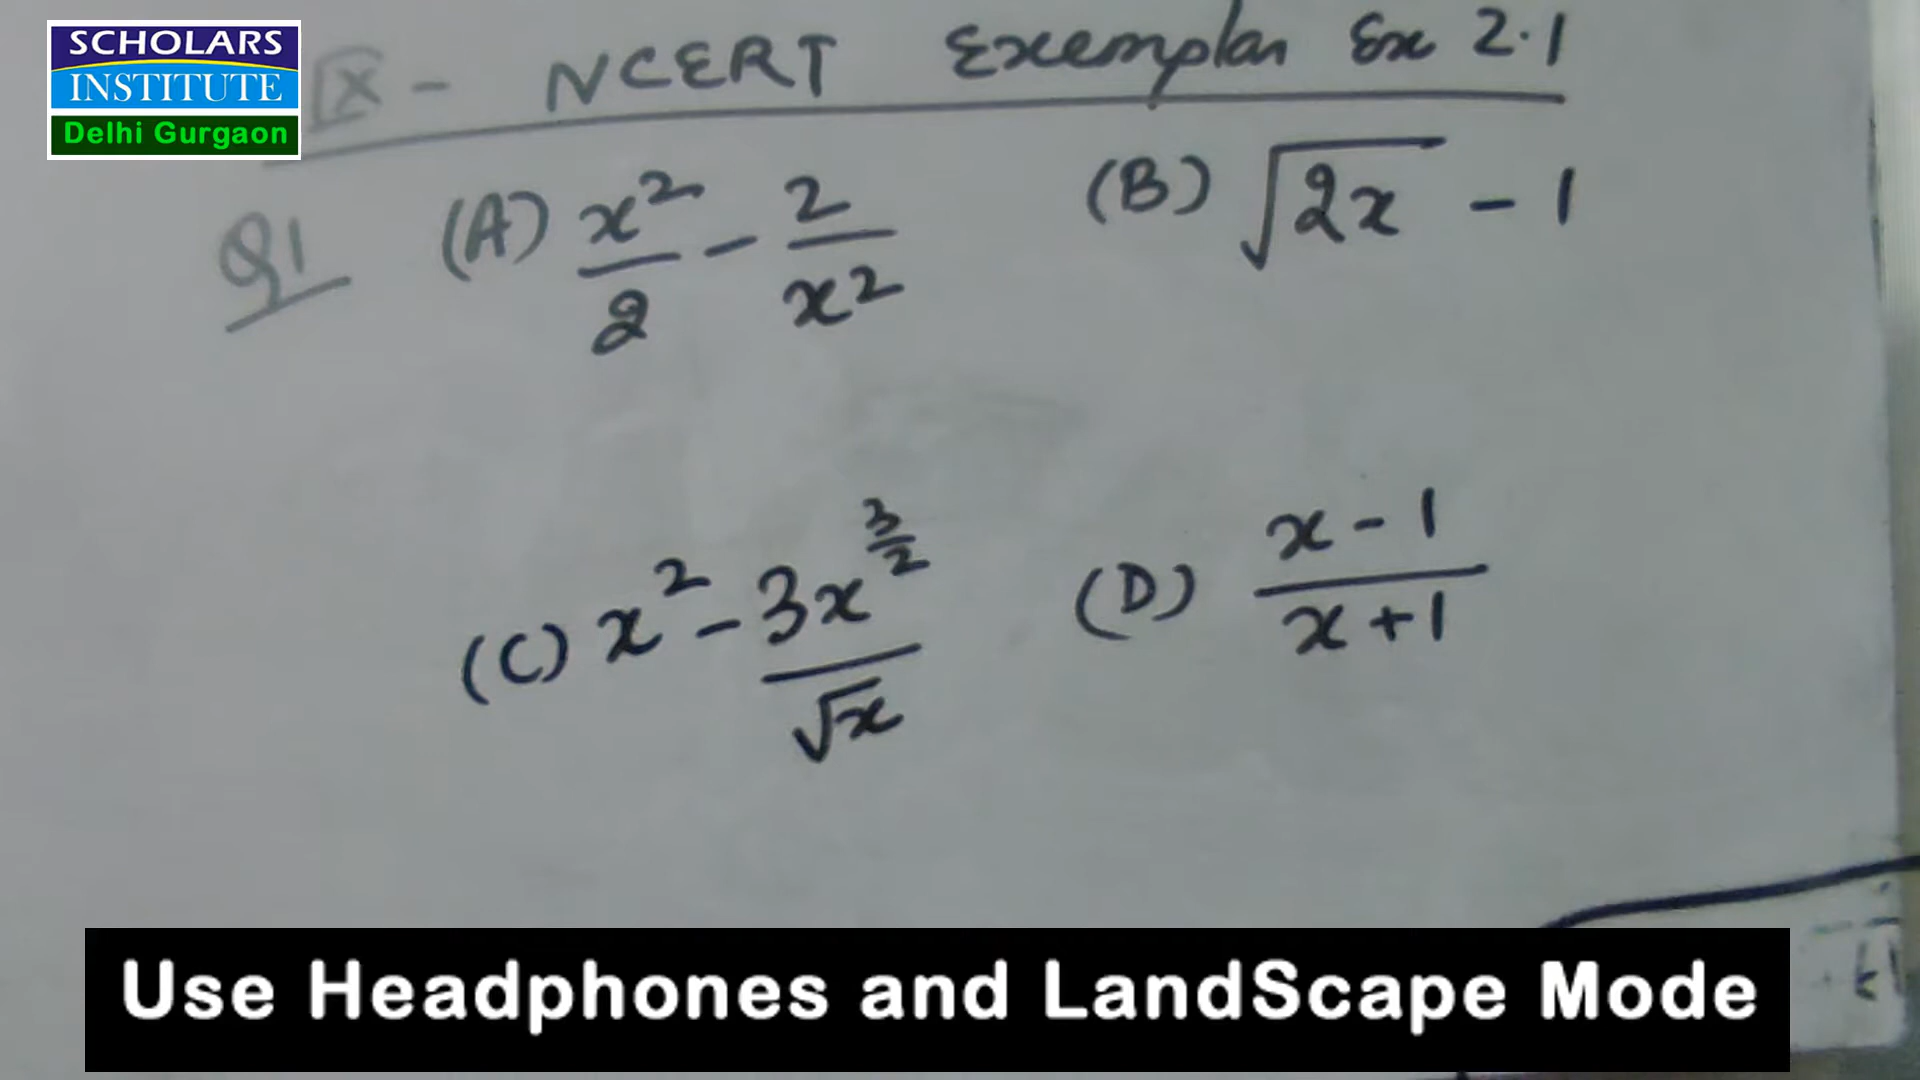 SCHOLARS
INSTITUTE
Delhi Gurgaon
IX - NCERT Exemplar Ex 2.1
Q1 (A) x²/2 - 2/x² (B) √2x - 1
(C) x² - 3x^(3/2)/√x (D) x - 1/x + 1
Use Headphones and LandScape Mode